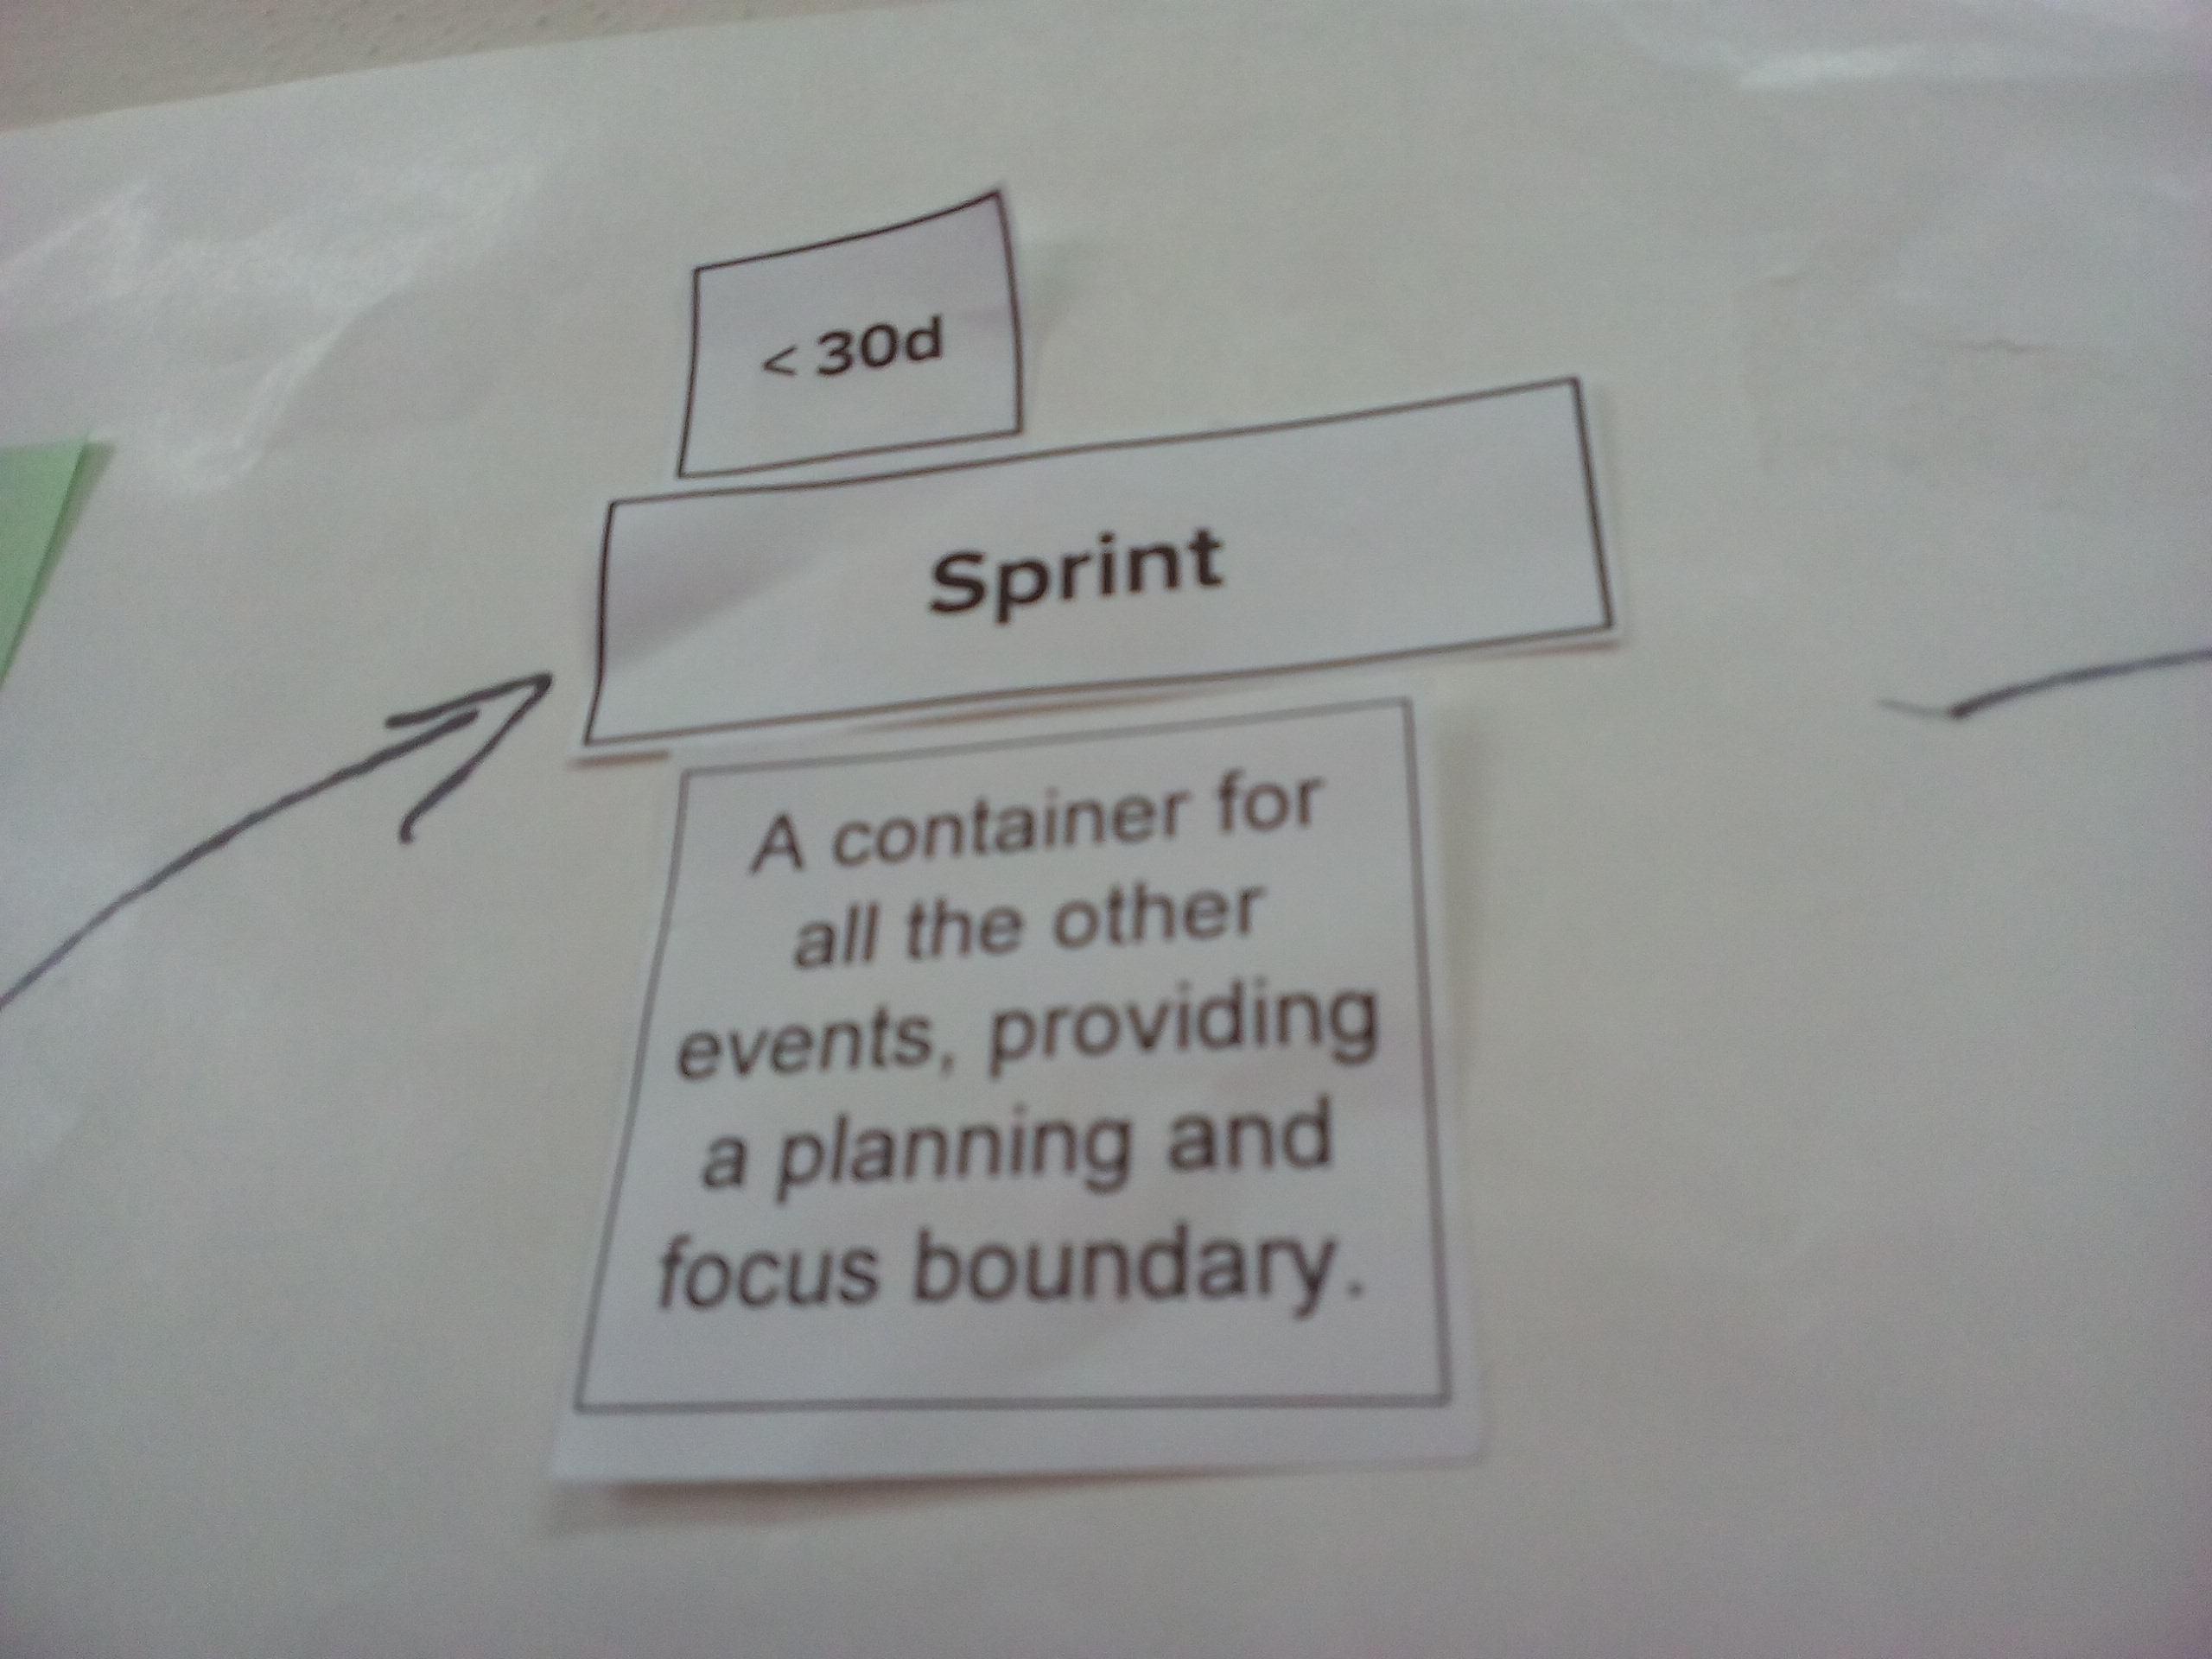 < 30d
Sprint
A container for
all the other
events, providing
a planning and
focus boundary.